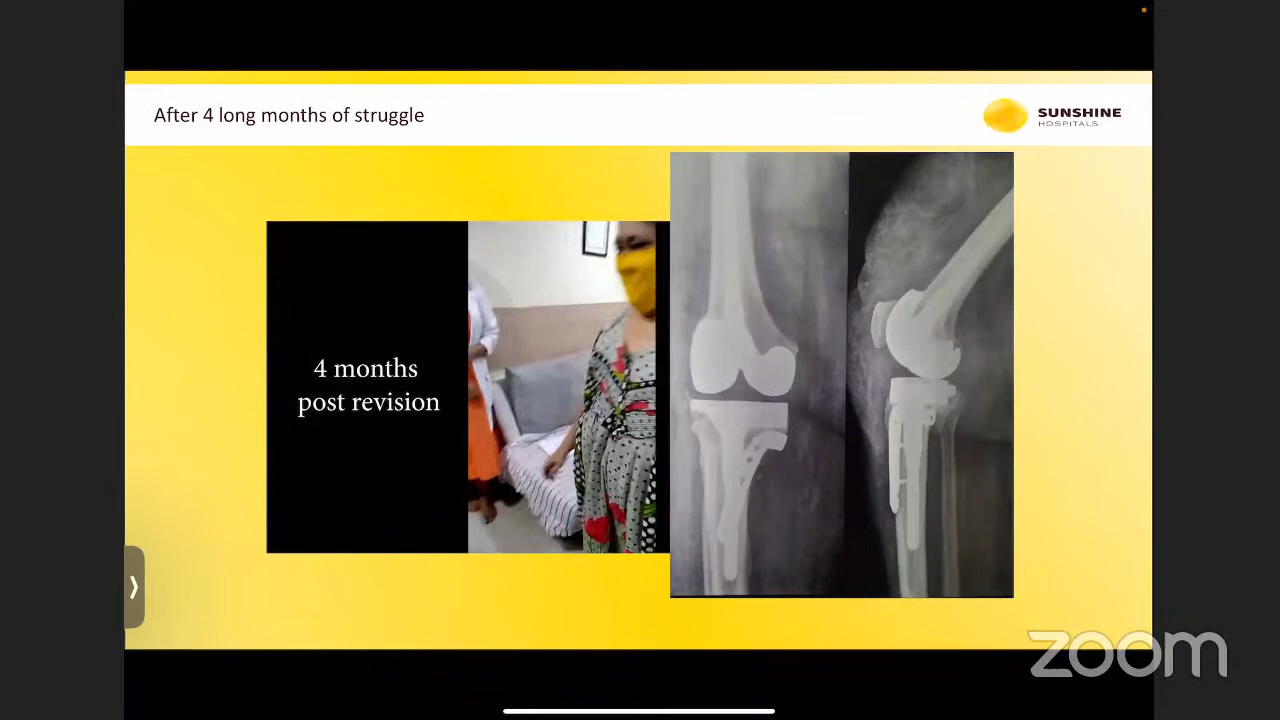 After 4 long months of struggle
SUNSHINE
HOSPITALS
4 months
post revision
zoom